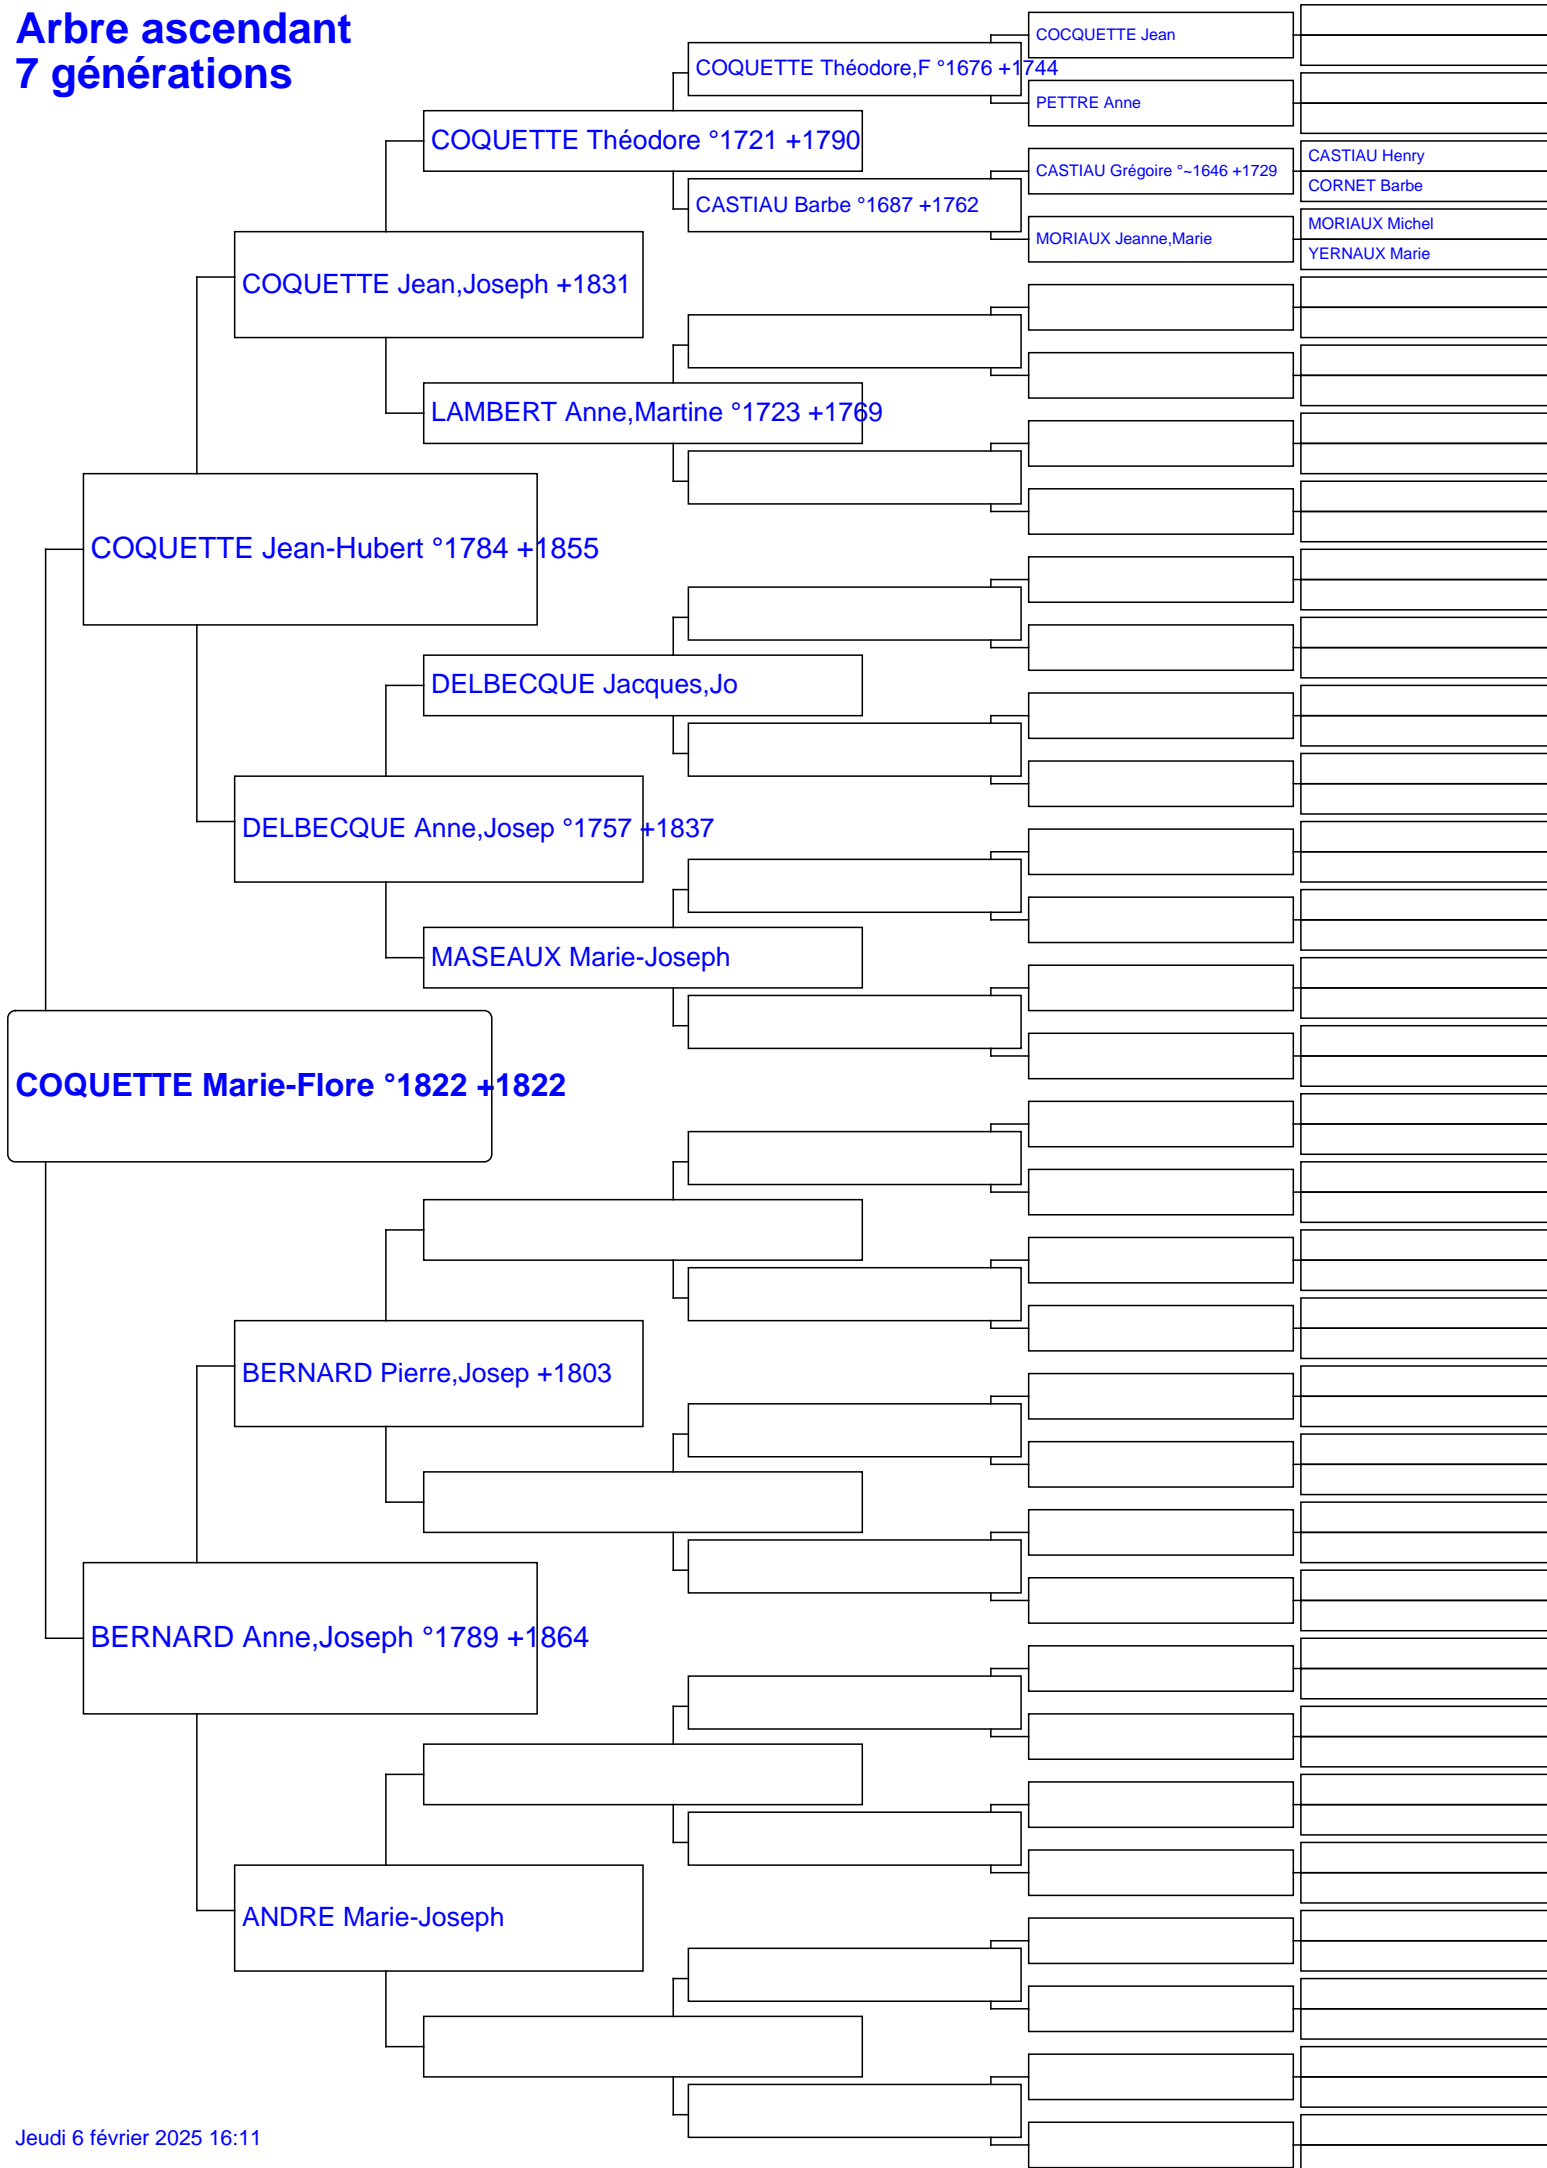 Arbre ascendant
7 générations
COCQUETTE Jean
COQUETTE Théodore,F °1676 +1744
PETTRE Anne
COQUETTE Théodore °1721 +1790
CASTIAU Henry
CASTIAU Grégoire °~1646 +1729
CORNET Barbe
CASTIAU Barbe °1687 +1762
MORIAUX Michel
MORIAUX Jeanne,Marie
YERNAUX Marie
COQUETTE Jean,Joseph +1831
LAMBERT Anne,Martine °1723 +1769
COQUETTE Jean-Hubert °1784 +1855
DELBECQUE Jacques,Jo
DELBECQUE Anne,Josep °1757 +1837
MASEAUX Marie-Joseph
COQUETTE Marie-Flore °1822 +1822
BERNARD Pierre,Josep +1803
BERNARD Anne,Joseph °1789 +1864
ANDRE Marie-Joseph
Jeudi 6 février 2025 16:11